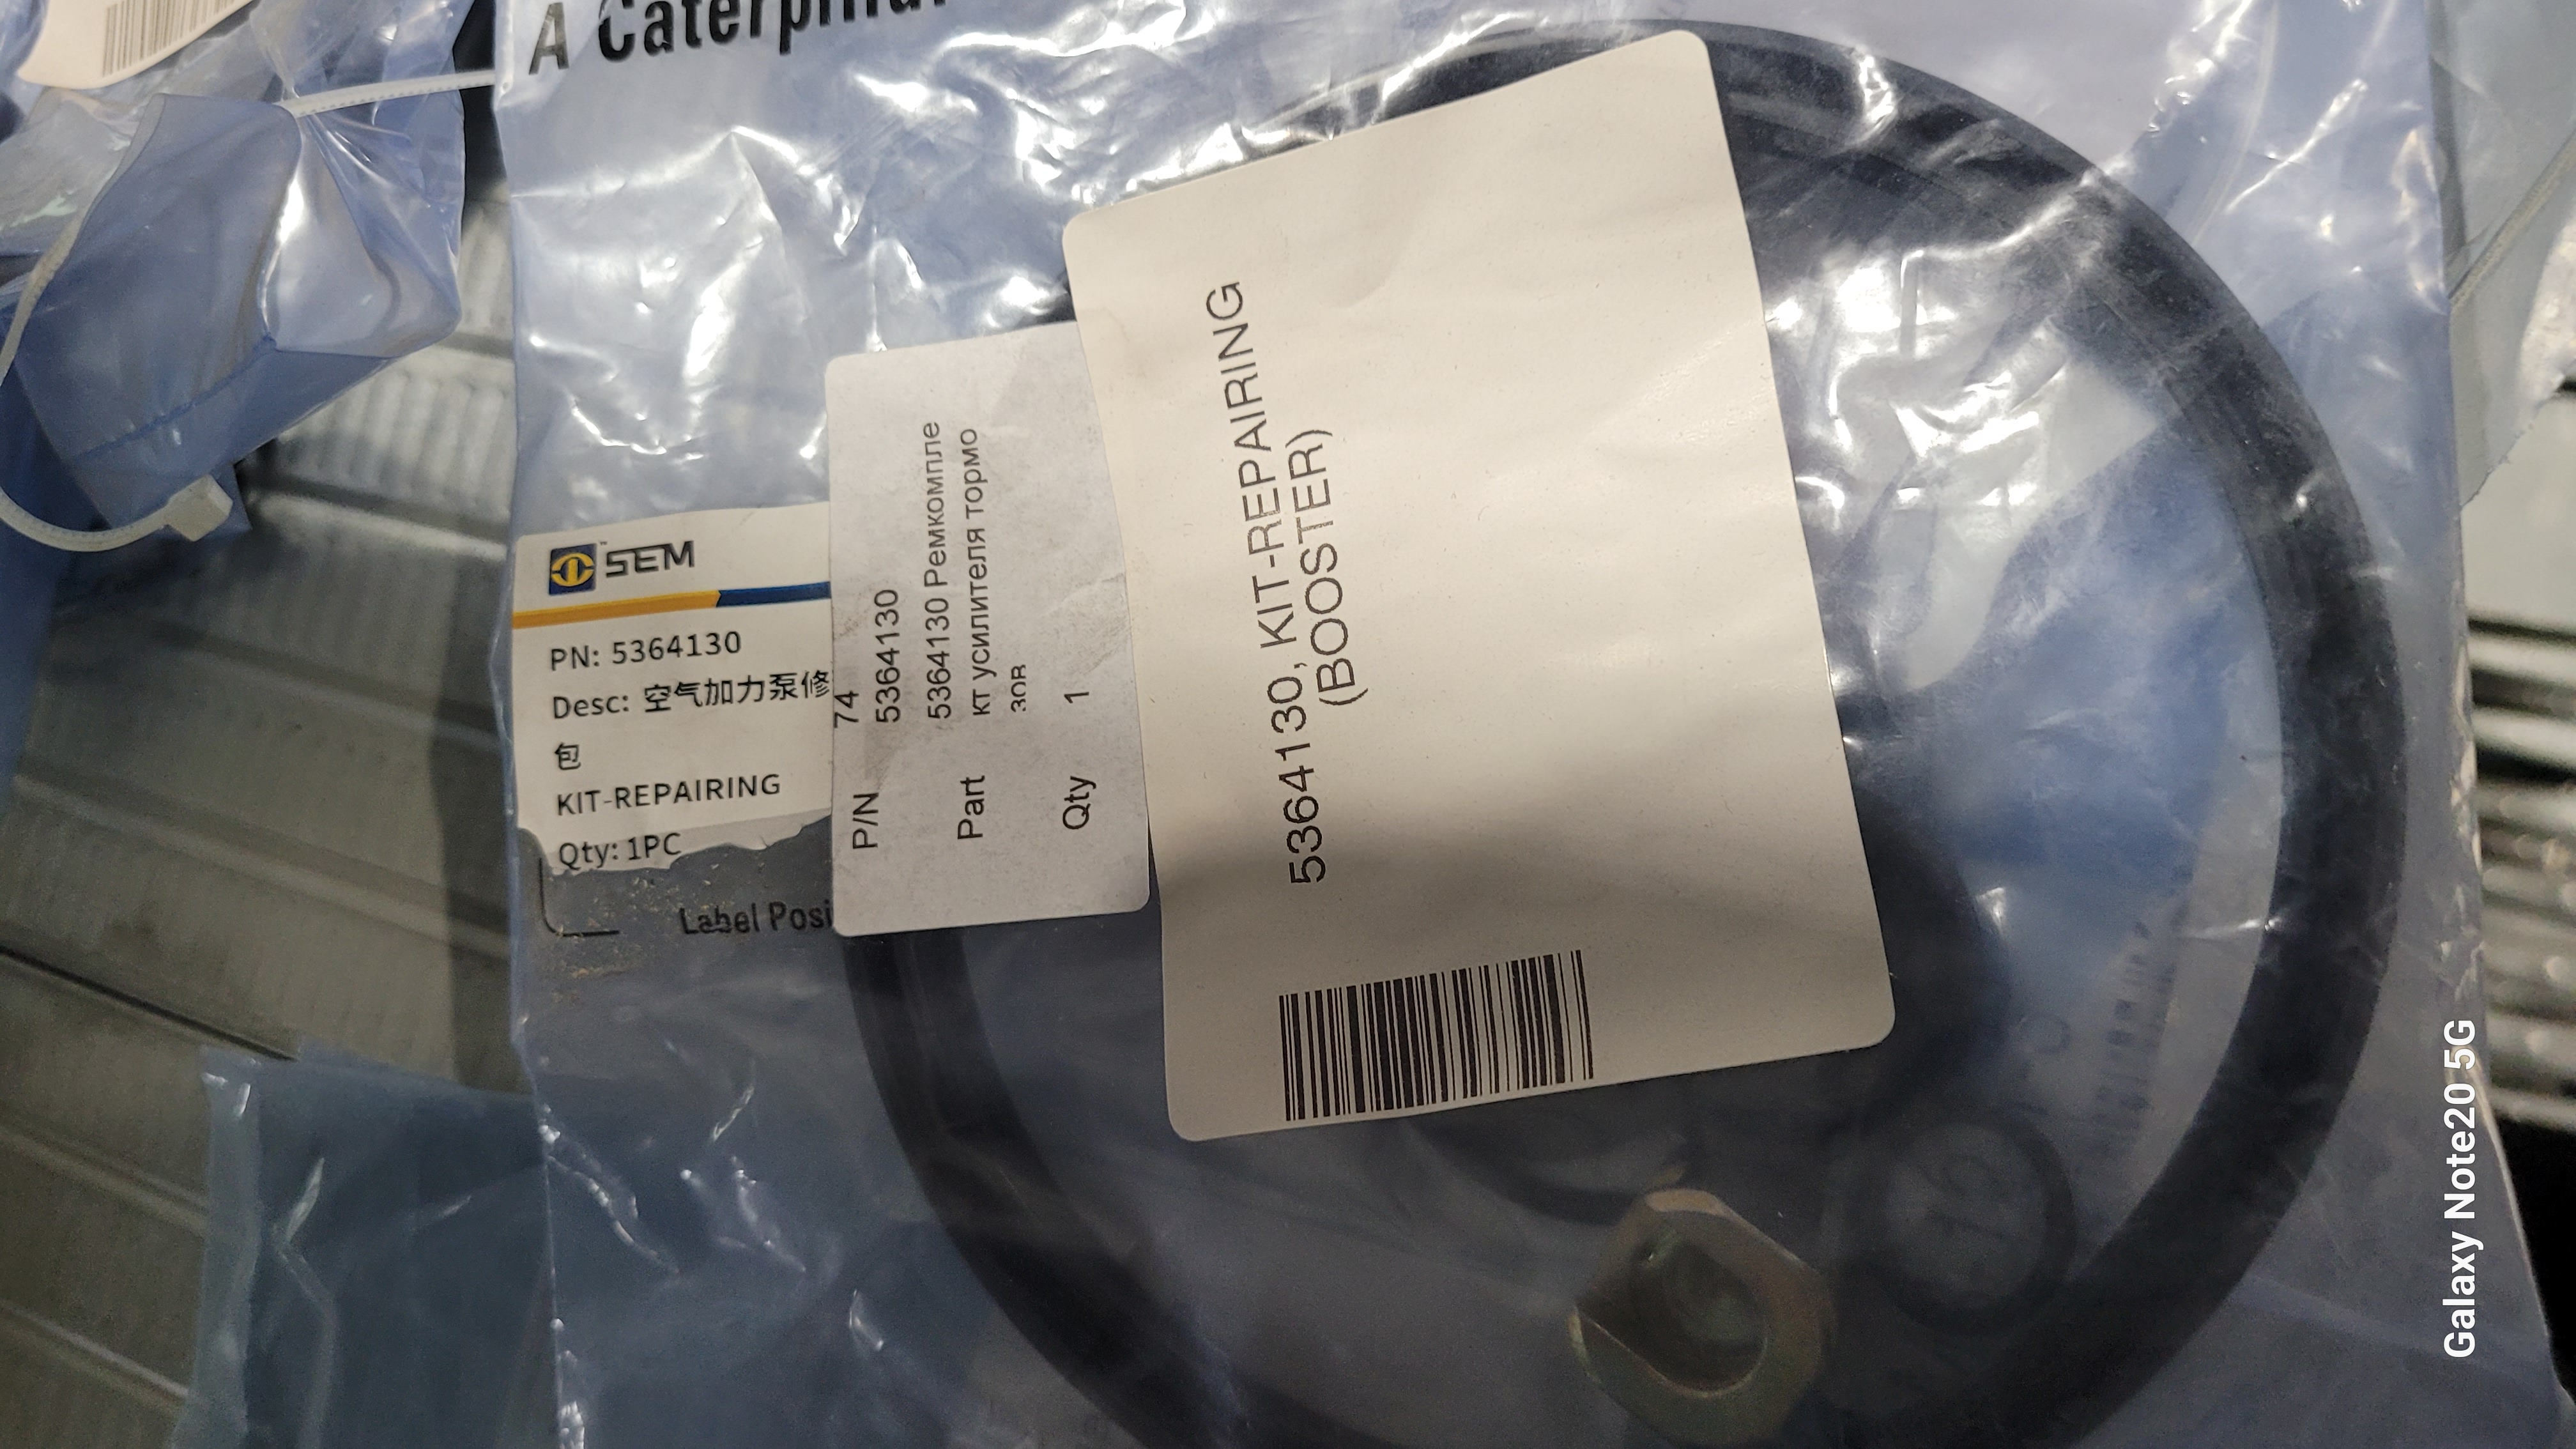 A Caterpillar
SEM
PN: 5364130
Desc: 空气加力泵修
包
KIT-REPAIRING
Qty: 1PC
Label Posi
74
P/N 5364130
5364130 Ремкомпле
Part кт усилителя тормо
зов
Qty 1
5364130, KIT-REPAIRING
(BOOSTER)
Galaxy Note20 5G